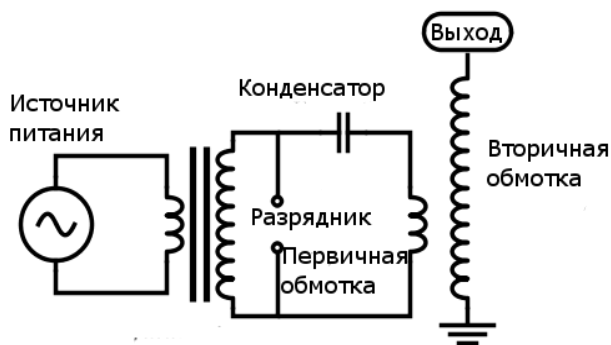 Выход
Источник
питания
Конденсатор
Вторичная
обмотка
Разрядник
Первичная
обмотка